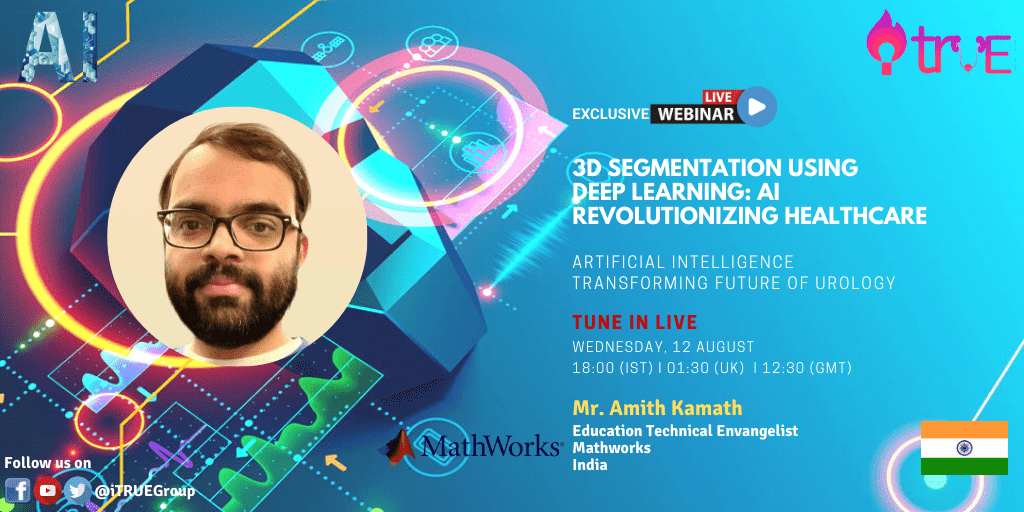 AI
trUE
EXCLUSIVE
LIVE
WEBINAR
3D SEGMENTATION USING
DEEP LEARNING: AI
REVOLUTIONIZING HEALTHCARE
ARTIFICIAL INTELLIGENCE
TRANSFORMING FUTURE OF UROLOGY
TUNE IN LIVE
WEDNESDAY, 12 AUGUST
18:00 (IST) I 01:30 (UK) I 12:30 (GMT)
Mr. Amith Kamath
Education Technical Envangelist
Mathworks
India
MathWorks®
Follow us on
@iTRUEGroup